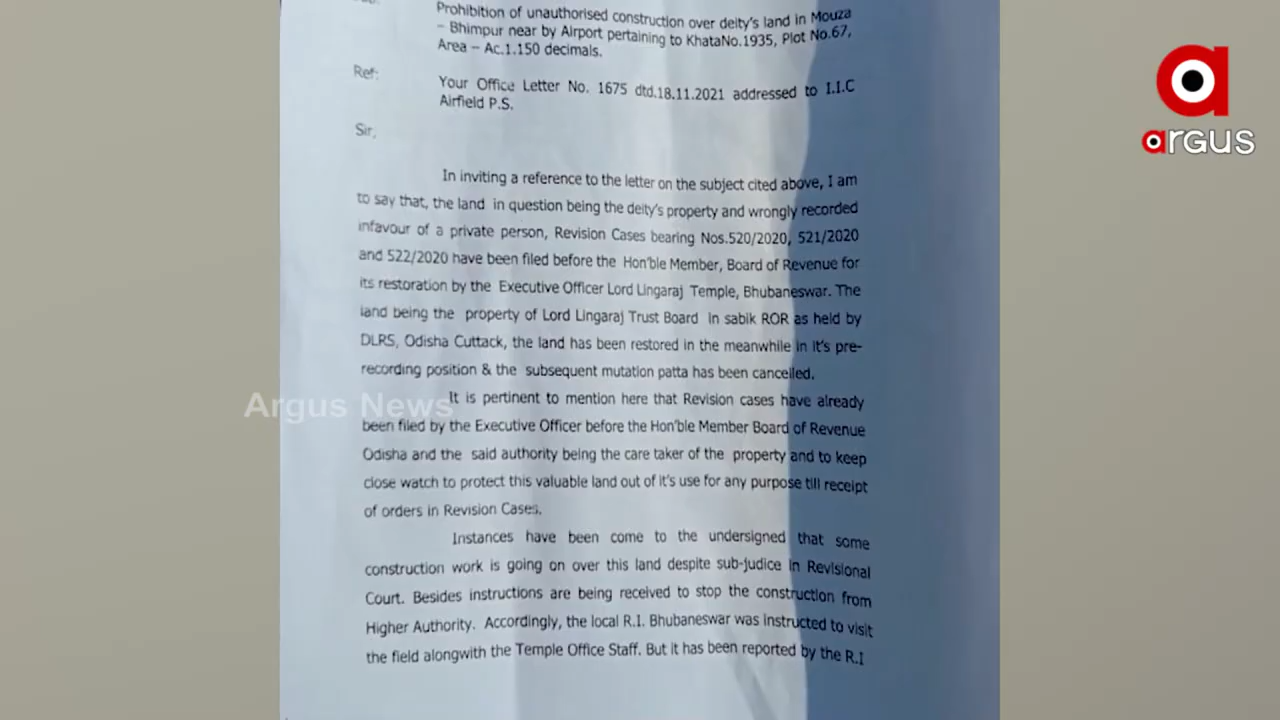 Prohibition of unauthorised construction over deity's land in Mouza
– Bhimpur near by Airport pertaining to KhataNo.1935, Plot No.67,
Area – Ac.1.150 decimals.
Ref: Your Office Letter No. 1675 dtd.18.11.2021 addressed to I.I.C
Airfield P.S.
Sir,
In inviting a reference to the letter on the subject cited above, I am
to say that, the land in question being the deity's property and wrongly recorded
infavour of a private person, Revision Cases bearing Nos.520/2020, 521/2020
and 522/2020 have been filed before the Hon'ble Member, Board of Revenue for
its restoration by the Executive Officer Lord Lingaraj Temple, Bhubaneswar. The
land being the property of Lord Lingaraj Trust Board in sabik ROR as held by
DLRS, Odisha Cuttack, the land has been restored in the meanwhile in it's pre-
recording position & the subsequent mutation patta has been cancelled.
It is pertinent to mention here that Revision cases have already
been filed by the Executive Officer before the Hon'ble Member Board of Revenue
Odisha and the said authority being the care taker of the property and to keep
close watch to protect this valuable land out of it's use for any purpose till receipt
of orders in Revision Cases.
Instances have been come to the undersigned that some
construction work is going on over this land despite sub-judice in Revisional
Court. Besides instructions are being received to stop the construction from
Higher Authority. Accordingly, the local R.I. Bhubaneswar was instructed to visit
the field alongwith the Temple Office Staff. But it has been reported by the R.I
argus
Argus News